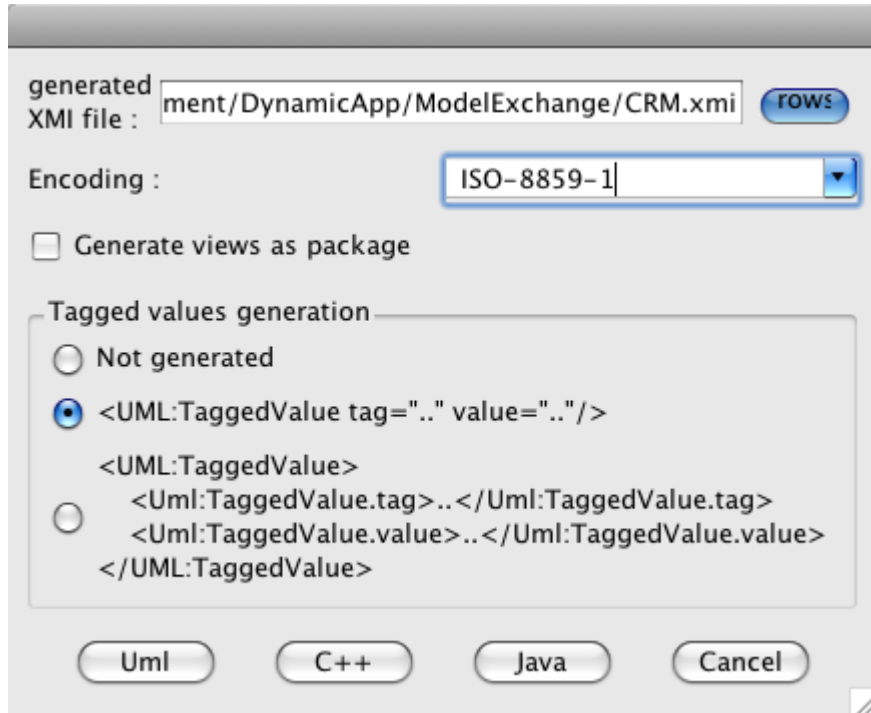 generated
XMI file :
ment/DynamicApp/ModelExchange/CRM.xmi
rows
Encoding :
ISO-8859-1
Generate views as package
Tagged values generation
Not generated
<UML:TaggedValue tag=".." value=".."/>
<UML:TaggedValue>
<Uml:TaggedValue.tag>..</Uml:TaggedValue.tag>
<Uml:TaggedValue.value>..</Uml:TaggedValue.value>
</UML:TaggedValue>
Uml
C++
Java
Cancel